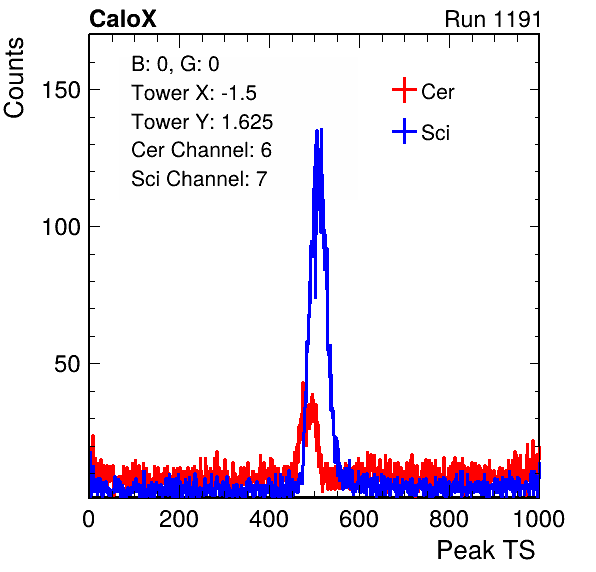 CaloX Run 1191
B: 0, G: 0
Tower X: -1.5
Tower Y: 1.625
Cer Channel: 6
Sci Channel: 7
Cer
Sci
Counts
150
100
50
0 200 400 600 800 1000
Peak TS